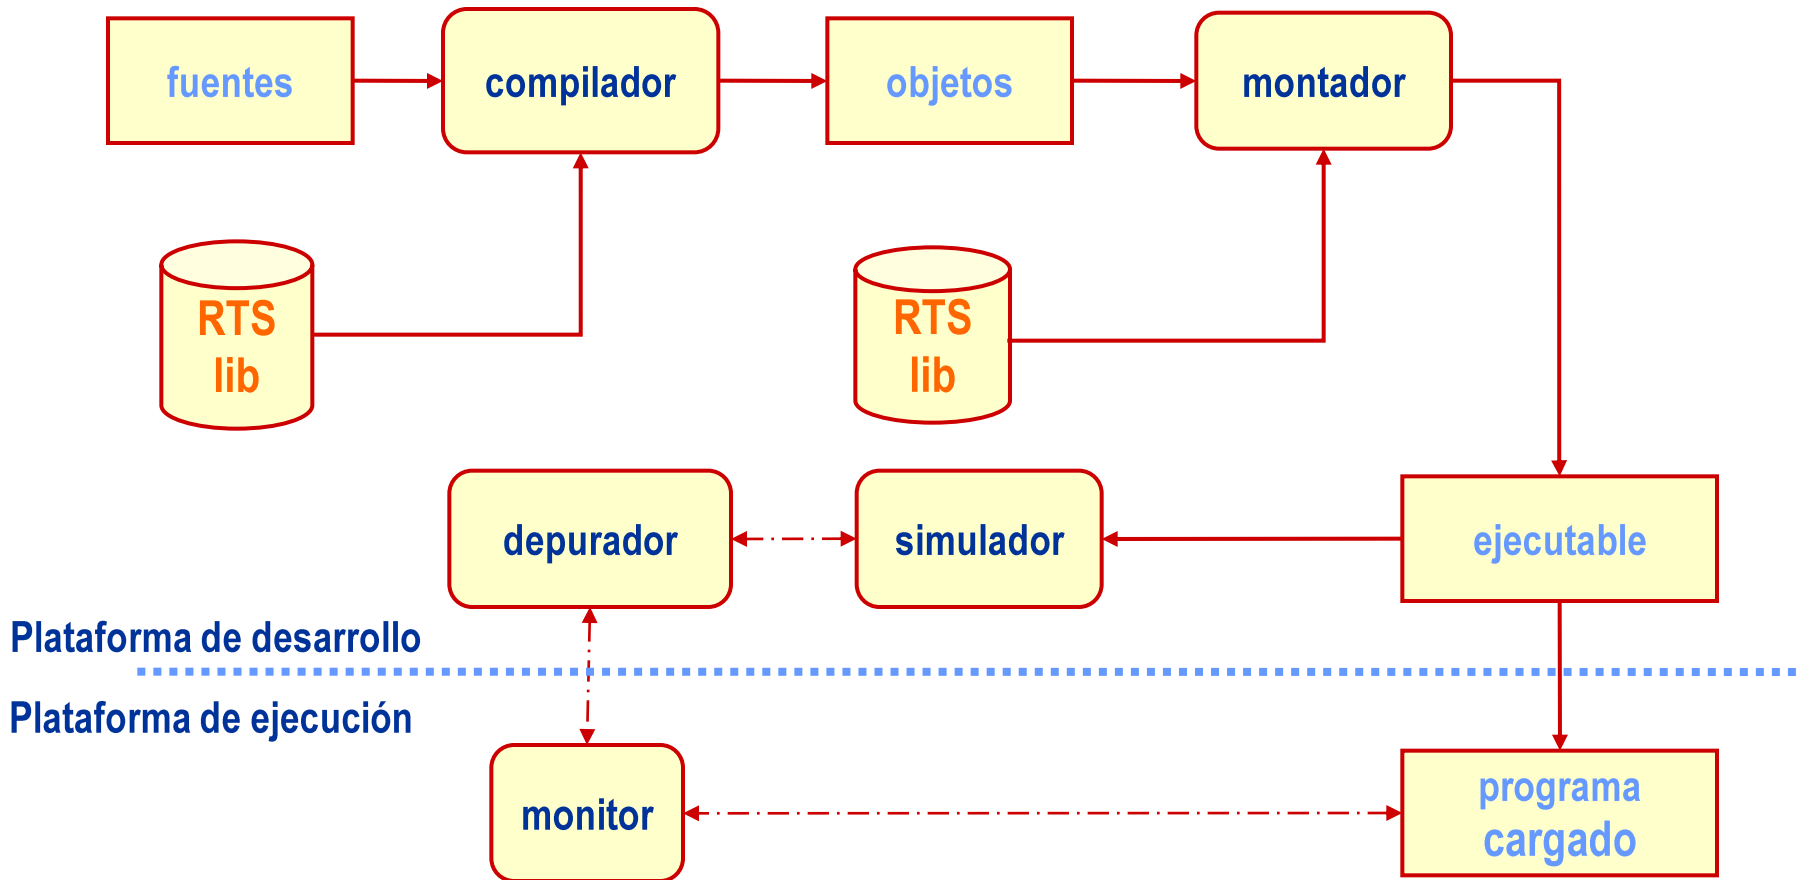 fuentes
compilador
objetos
montador
RTS
lib
RTS
lib
depurador
simulador
ejecutable
Plataforma de desarrollo
Plataforma de ejecución
monitor
programa
cargado